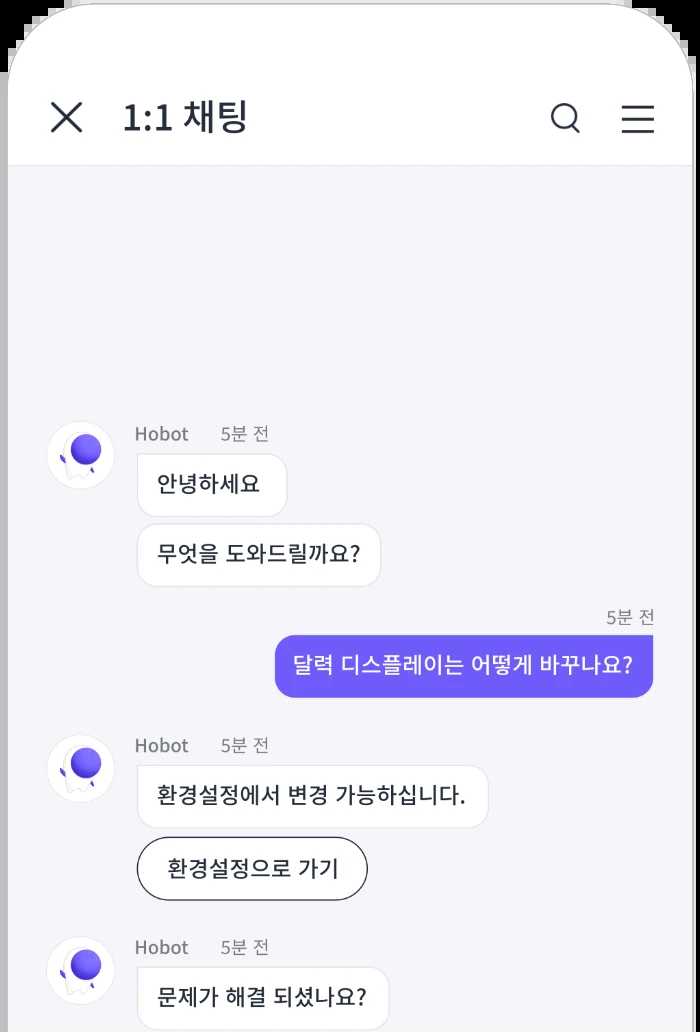 1:1 채팅
Hobot 5분 전
안녕하세요
무엇을 도와드릴까요?
5분 전
달력 디스플레이는 어떻게 바꾸나요?
Hobot 5분 전
환경설정에서 변경 가능하십니다.
환경설정으로 가기
Hobot 5분 전
문제가 해결 되셨나요?